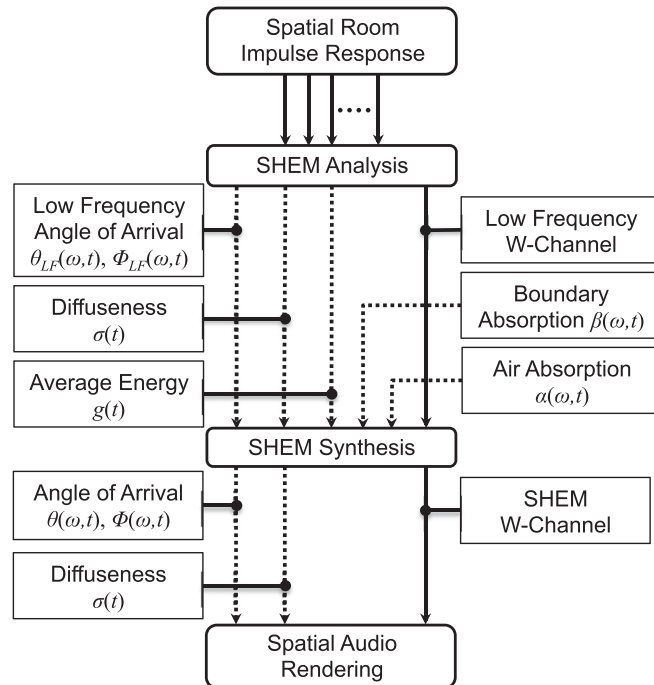 Spatial Room
Impulse Response
SHEM Analysis
Low Frequency
Angle of Arrival
θLF(ω,t), ΦLF(ω,t)
Low Frequency
W-Channel
Diffuseness
σ(t)
Boundary
Absorption β(ω,t)
Average Energy
g(t)
Air Absorption
α(ω,t)
SHEM Synthesis
Angle of Arrival
θ(ω,t), Φ(ω,t)
SHEM
W-Channel
Diffuseness
σ(t)
Spatial Audio
Rendering